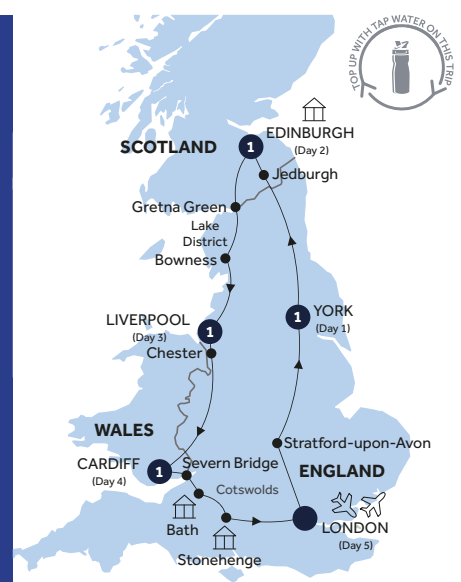 TOP UP WITH TAP WATER ON THIS TRIP
EDINBURGH
(Day 2)
SCOTLAND
1
Jedburgh
Gretna Green
Lake
District
Bowness
LIVERPOOL
(Day 3)
1
1
YORK
(Day 1)
Chester
WALES
Stratford-upon-Avon
CARDIFF
(Day 4)
1
Severn Bridge
ENGLAND
Cotswolds
Bath
LONDON
(Day 5)
Stonehenge